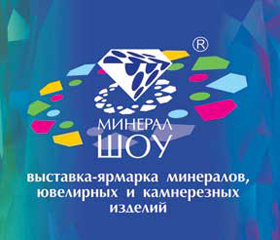 ®
МИНЕРАЛ
ШОУ
выставка-ярмарка минералов,
ювелирных и камнерезных
изделий